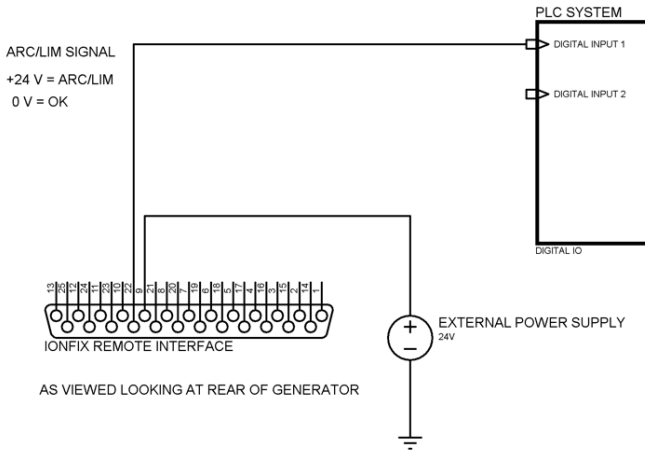 PLC SYSTEM
DIGITAL INPUT 1
ARC/LIM SIGNAL
+24 V = ARC/LIM
0 V = OK
DIGITAL INPUT 2
DIGITAL IO
13 25 12 24 11 23 10 22 9 21 8 20 7 19 6 18 5 17 4 16 3 15 2 14 1
IONFIX REMOTE INTERFACE
+
EXTERNAL POWER SUPPLY
24V
−
AS VIEWED LOOKING AT REAR OF GENERATOR